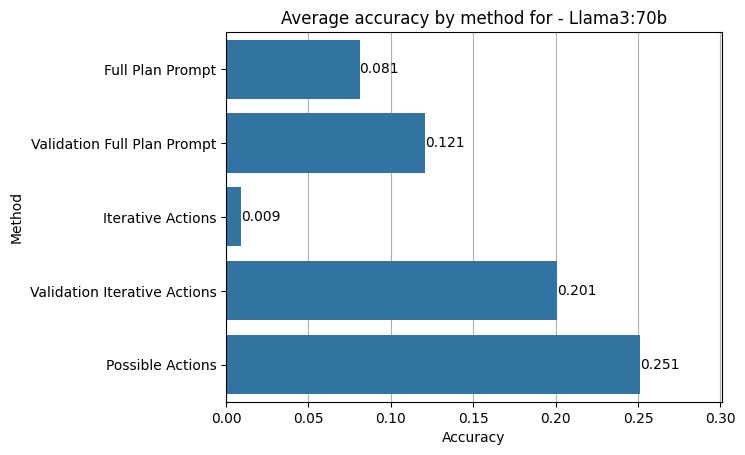 Average accuracy by method for - Llama3:70b
Method
Full Plan Prompt
0.081
Validation Full Plan Prompt
0.121
Iterative Actions
0.009
Validation Iterative Actions
0.201
Possible Actions
0.251
0.00 0.05 0.10 0.15 0.20 0.25 0.30
Accuracy